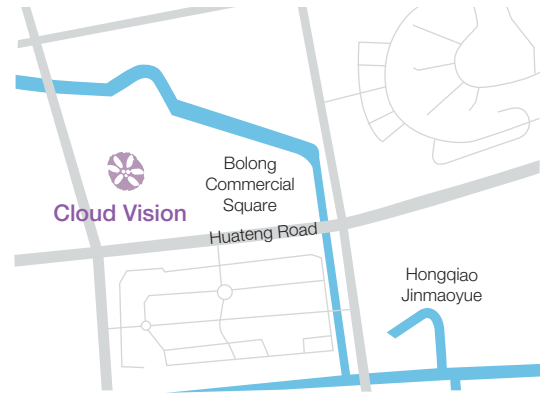 Bolong
Commercial
Square
Cloud Vision
Huateng Road
Hongqiao
Jinmaoyue